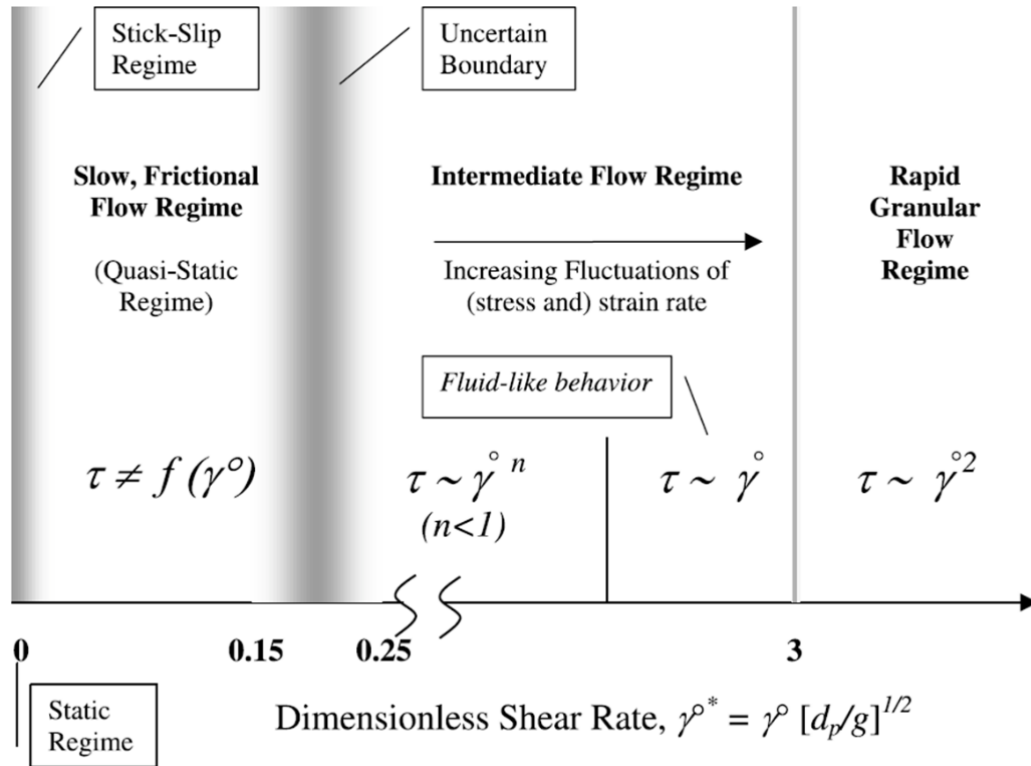 Stick-Slip
Regime
Uncertain
Boundary
Slow, Frictional
Flow Regime
(Quasi-Static
Regime)
Intermediate Flow Regime
Increasing Fluctuations of
(stress and) strain rate
Rapid
Granular
Flow
Regime
Fluid-like behavior
τ ≠ f (γ°)
τ ~ γ° n
(n<1)
τ ~ γ°
τ ~ γ°2
0
0.15
0.25
3
Static
Regime
Dimensionless Shear Rate, γ°* = γ° [dp/g]1/2